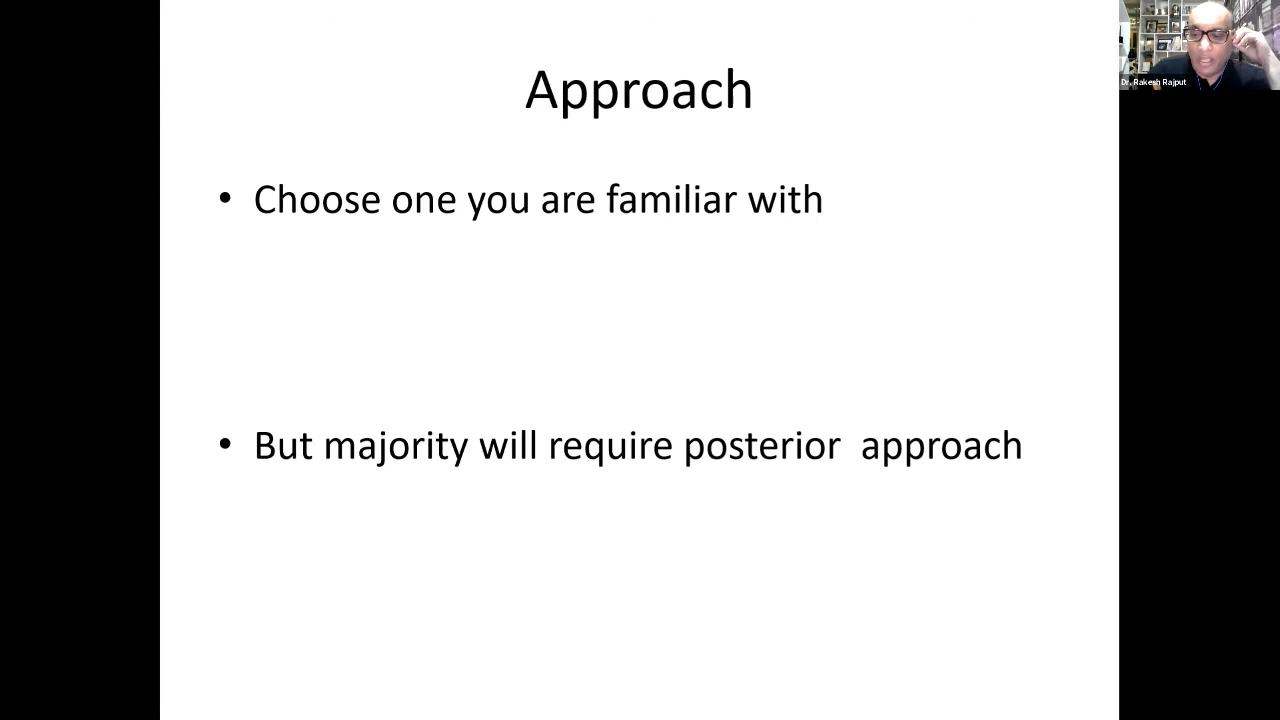 Approach
Dr. Rakesh Rajput
• Choose one you are familiar with
• But majority will require posterior  approach